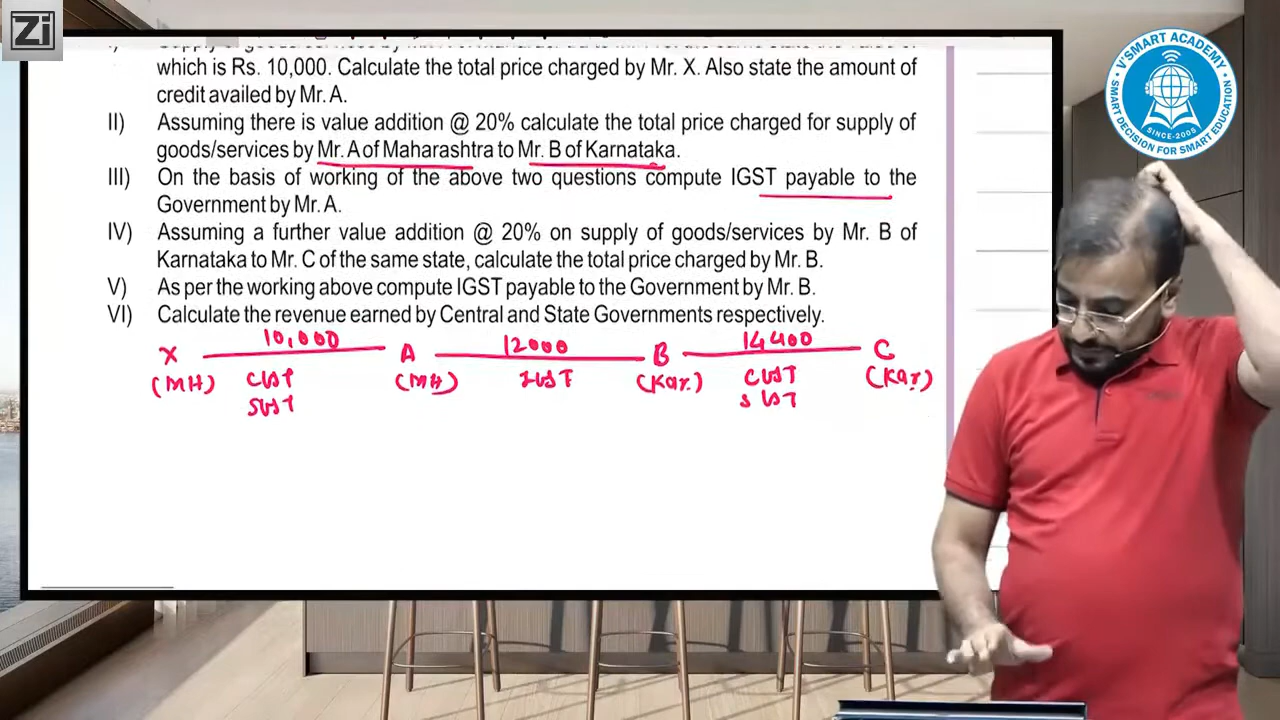 Zi
which is Rs. 10,000. Calculate the total price charged by Mr. X. Also state the amount of
credit availed by Mr. A.
II) Assuming there is value addition @ 20% calculate the total price charged for supply of
goods/services by Mr. A of Maharashtra to Mr. B of Karnataka.
III) On the basis of working of the above two questions compute IGST payable to the
Government by Mr. A.
IV) Assuming a further value addition @ 20% on supply of goods/services by Mr. B of
Karnataka to Mr. C of the same state, calculate the total price charged by Mr. B.
V) As per the working above compute IGST payable to the Government by Mr. B.
VI) Calculate the revenue earned by Central and State Governments respectively.
X 10,000 A 12000 B 14400 C
(MH) CGST (MH) IGST (Kar.) CGST (Kar)
SGST SGST
V'SMART ACADEMY
SINCE-2005
SMART DECISION FOR SMART EDUCATION